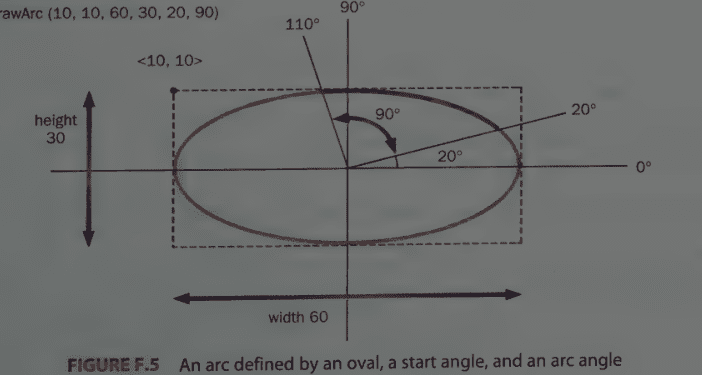 rawArc (10, 10, 60, 30, 20, 90)
90°
110°
<10, 10>
height
30
90°
20°
20°
0°
width 60
FIGURE F.5 An arc defined by an oval, a start angle, and an arc angle